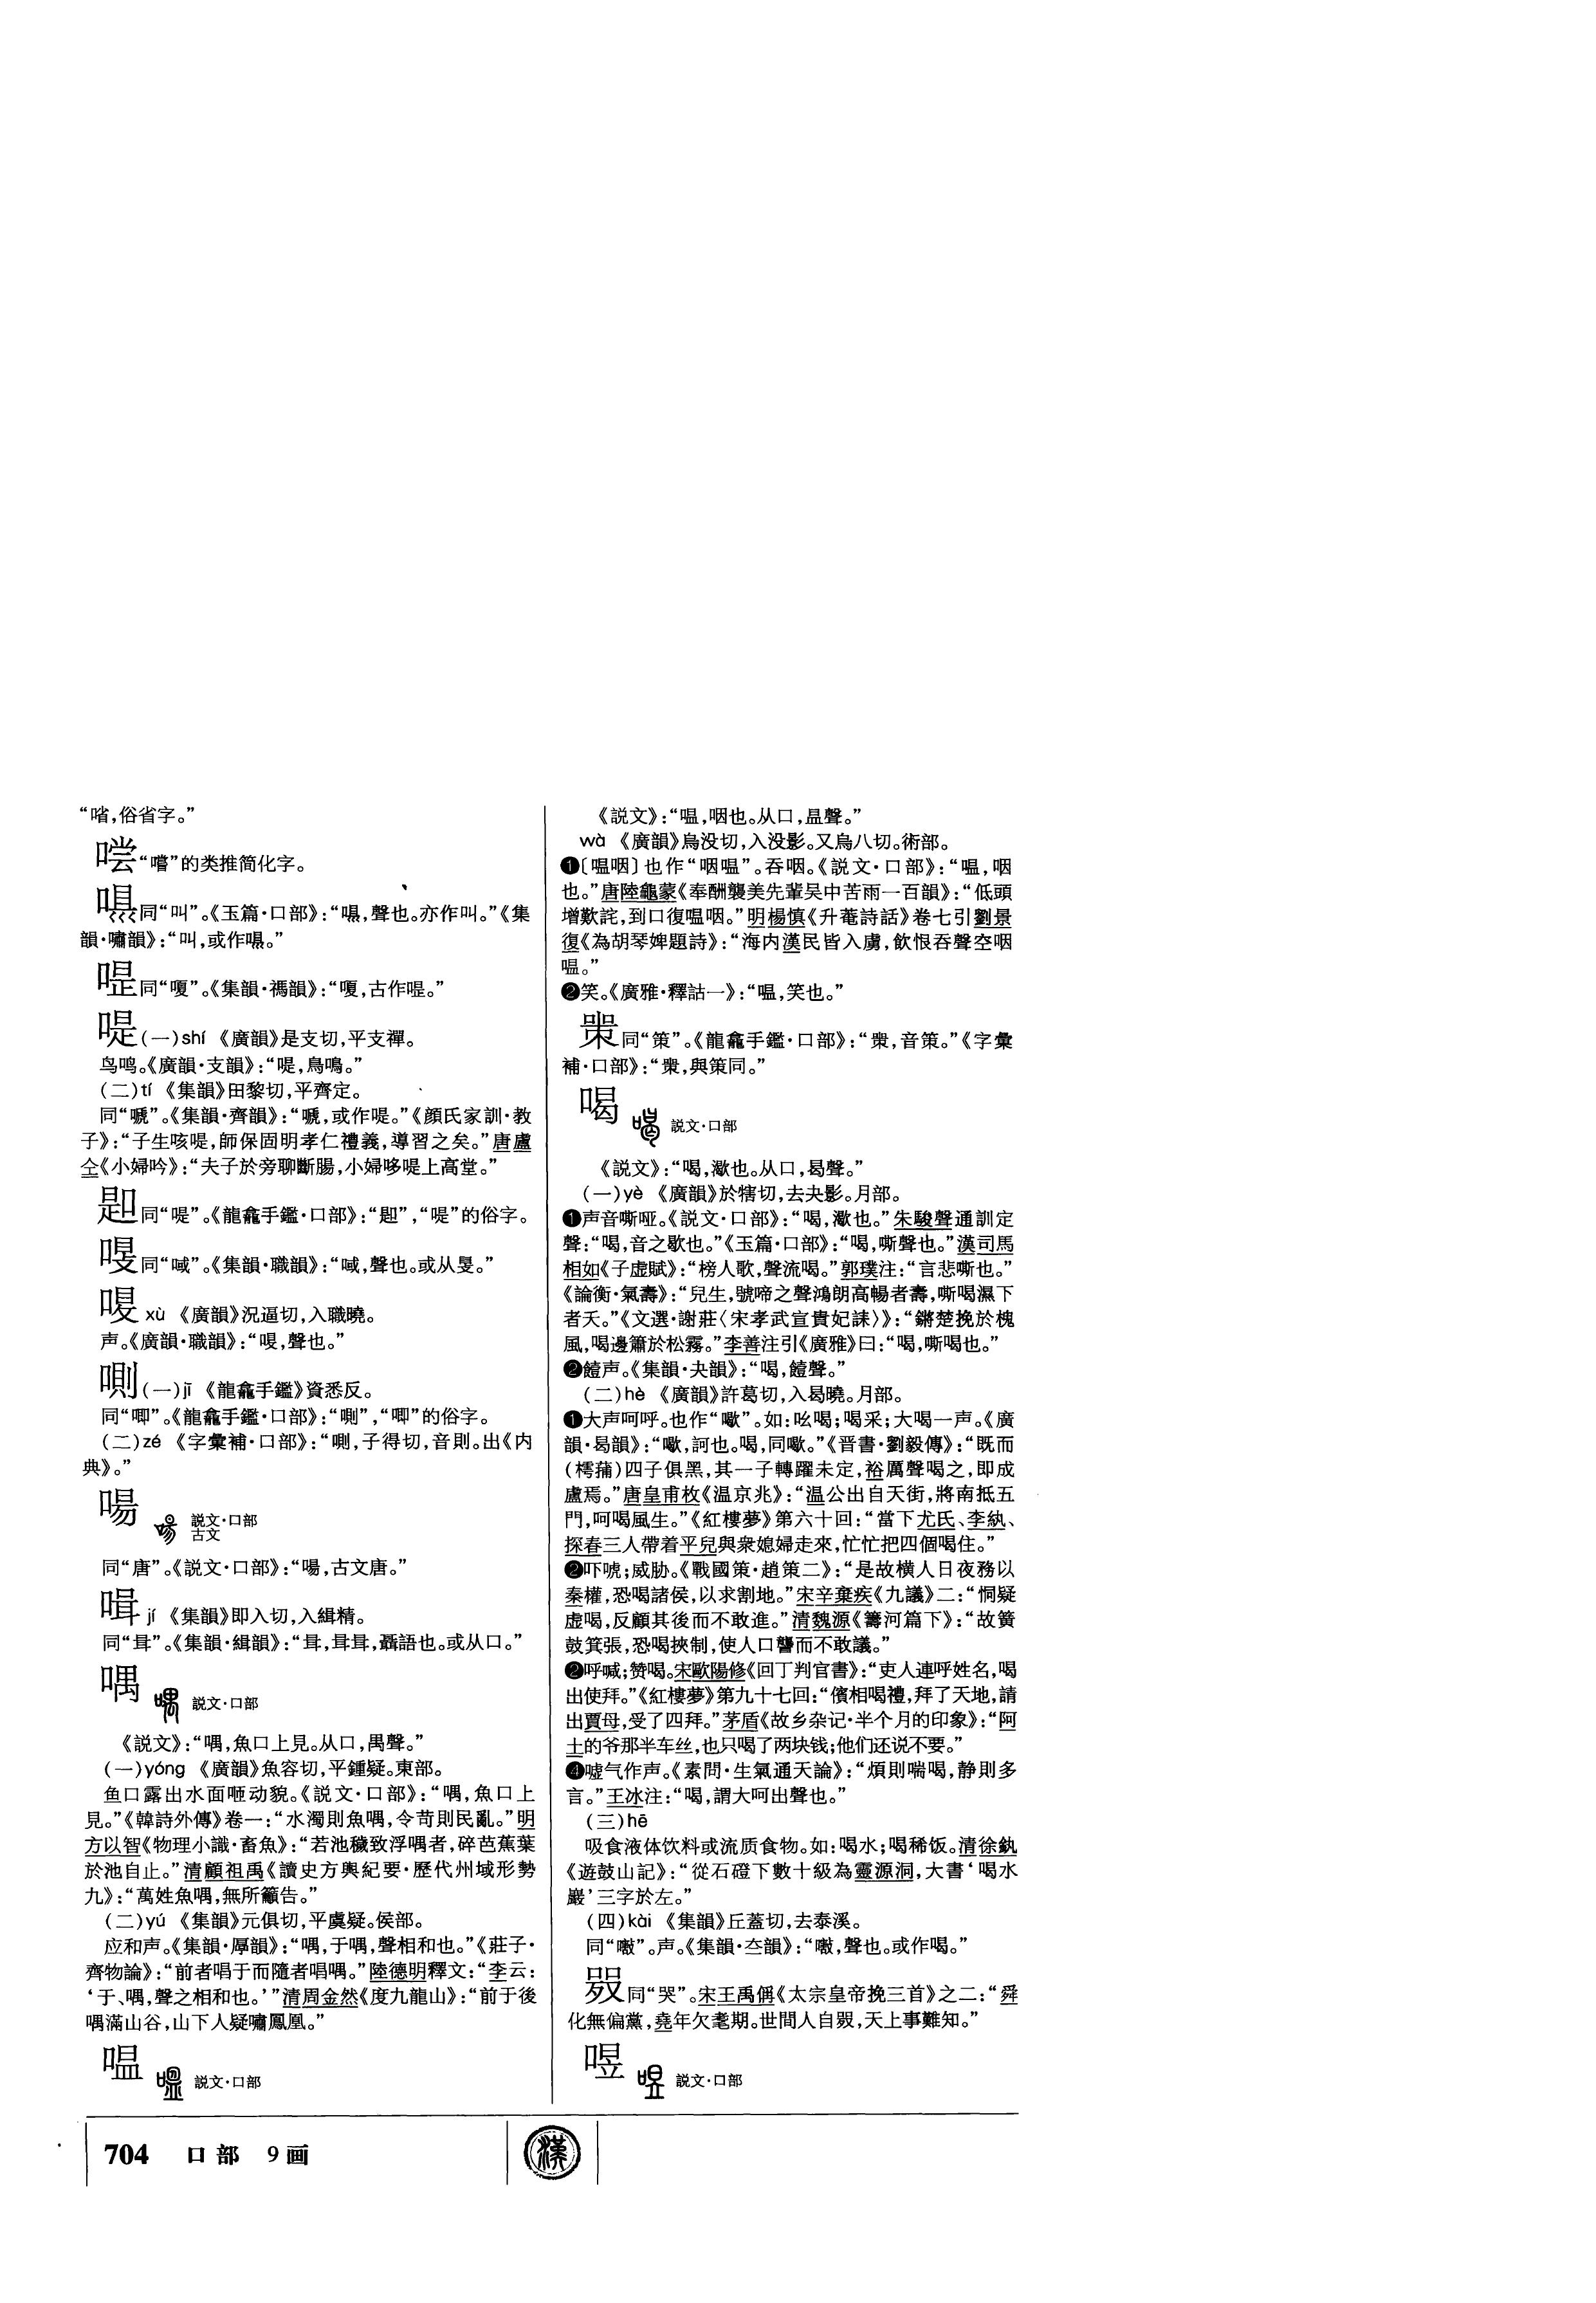 “喈,俗省字。”
喾“嚐”的类推简化字。
同“叫”。《玉篇·口部》:“嘂,聲也。亦作叫。”《集
韻·嘯韻》:“叫,或作嘂。”
同“嗄”。《集韻·禡韻》:“嗄,古作。”
喍(一)shí 《廣韻》是支切,平支禪。
鸟鸣。《廣韻·支韻》:“喍,鳥鳴。”
(二)tí 《集韻》田黎切,平齊定。
同“嗁”。《集韻·齊韻》:“嗁,或作啼。”《顔氏家訓·教
子》:“子生咳㖷,師保固明孝仁禮義,導習之矣。”唐盧
仝《小婦吟》:“夫子於旁聊斷腸,小婦哆㖷上高堂。”
同“㖷”。《龍龕手鑑·口部》:“”,“㖷”的俗字。
同“喊”。《集韻·職韻》:“喊,聲也。或从。”
xù 《廣韻》況逼切,入職曉。
声。《廣韻·職韻》:“,聲也。”
㘉(一)jī 《龍龕手鑑》資悉反。
同“唧”。《龍龕手鑑·口部》:“”,“唧”的俗字。
(二)zé 《字彙補·口部》:“,子得切,音則。出《内
典》。”
啺 説文·口部
古文
同“唐”。《説文·口部》:“啺,古文唐。”
咠 jí 《集韻》即入切,入緝精。
同“咠”。《集韻·緝韻》:“咠,咠咠,聶語也。或从口。”
喁 説文·口部
《説文》:“喁,魚口上見。从口,禺聲。”
(一)yóng 《廣韻》魚容切,平鍾疑。東部。
鱼口露出水面咂动貌。《説文·口部》:“喁,魚口上
見。”《韓詩外傳》卷一:“水濁則魚喁,令苛則民亂。”明
方以智《物理小識·畜魚》:“若池穢致浮喁者,碎芭蕉葉
於池自止。”清顧祖禹《讀史方輿紀要·歷代州域形勢
九》:“萬姓魚喁,無所籲告。”
(二)yú 《集韻》元俱切,平虞疑。侯部。
应和声。《集韻·厚韻》:“喁,于喁,聲相和也。”《莊子·
齊物論》:“前者唱于而隨者唱喁。”陸德明釋文:“李云:
‘于、喁,聲之相和也。’”清周金然《度九龍山》:“前于後
喁滿山谷,山下人疑嘯鳳凰。”
嗢 説文·口部
《説文》:“嗢,咽也。从口,昷聲。”
wà 《廣韻》烏没切,入没影。又烏八切。術部。
❶〔嗢咽〕也作“咽嗢”。吞咽。《説文·口部》:“嗢,咽
也。”唐陸龜蒙《奉酬襲美先輩吴中苦雨一百韻》:“低頭
增歎詫,到口復嗢咽。”明楊慎《升菴詩話》卷七引劉景
復《為胡琴婢題詩》:“海内漢民皆入虜,飲恨吞聲空咽
嗢。”
❷笑。《廣雅·釋詁一》:“嗢,笑也。”
同“策”。《龍龕手鑑·口部》:“,音策。”《字彙
補·口部》:“,與策同。”
喝 説文·口部
《説文》:“喝,㵣也。从口,曷聲。”
(一)yè 《廣韻》於犗切,去夬影。月部。
❶声音嘶哑。《説文·口部》:“喝,㵣也。”朱駿聲通訓定
聲:“喝,音之歇也。”《玉篇·口部》:“喝,嘶聲也。”漢司馬
相如《子虚賦》:“榜人歌,聲流喝。”郭璞注:“言悲嘶也。”
《論衡·氣壽》:“兒生,號啼之聲鴻朗高暢者壽,嘶喝濕下
者夭。”《文選·謝莊〈宋孝武宣貴妃誄〉》:“鏘楚挽於槐
風,喝邊簫於松霧。”李善注引《廣雅》曰:“喝,嘶喝也。”
❷饐声。《集韻·夬韻》:“喝,饐聲。”
(二)hè 《廣韻》許葛切,入曷曉。月部。
❶大声呵呼。也作“㰤”。如:吆喝;喝采;大喝一声。《廣
韻·曷韻》:“㰤,訶也。喝,同㰤。”《晋書·劉毅傳》:“既而
(樗蒱)四子俱黑,其一子轉躍未定,裕厲聲喝之,即成
盧焉。”唐皇甫枚《温京兆》:“温公出自天街,將南抵五
門,呵喝風生。”《紅樓夢》第六十回:“當下尤氏、李紈、
探春三人帶着平兒與衆媳婦走來,忙忙把四個喝住。”
❷吓唬;威胁。《戰國策·趙策二》:“是故横人日夜務以
秦權,恐喝諸侯,以求割地。”宋辛棄疾《九議》二:“恫疑
虚喝,反顧其後而不敢進。”清魏源《籌河篇下》:“故簧
鼓箕張,恐喝挾制,使人口讋而不敢議。”
❷呼喊;赞喝。宋歐陽修《回丁判官書》:“吏人連呼姓名,喝
出使拜。”《紅樓夢》第九十七回:“儐相喝禮,拜了天地,請
出賈母,受了四拜。”茅盾《故乡杂记·半个月的印象》:“阿
土的爷那半车丝,也只喝了两块钱;他们还说不要。”
❹嘘气作声。《素問·生氣通天論》:“煩則喘喝,静則多
言。”王冰注:“喝,謂大呵出聲也。”
(三)hē
吸食液体饮料或流质食物。如:喝水;喝稀饭。清徐釚
《遊鼓山記》:“從石磴下數十級為靈源洞,大書‘喝水
巖’三字於左。”
(四)kài 《集韻》丘蓋切,去泰溪。
同“㗕”。声。《集韻·夳韻》:“,聲也。或作喝。”
同“哭”。宋王禹偁《太宗皇帝挽三首》之二:“舜
化無偏黨,堯年欠耄期。世間人自,天上事難知。”
説文·口部
704 口部 9画
漢